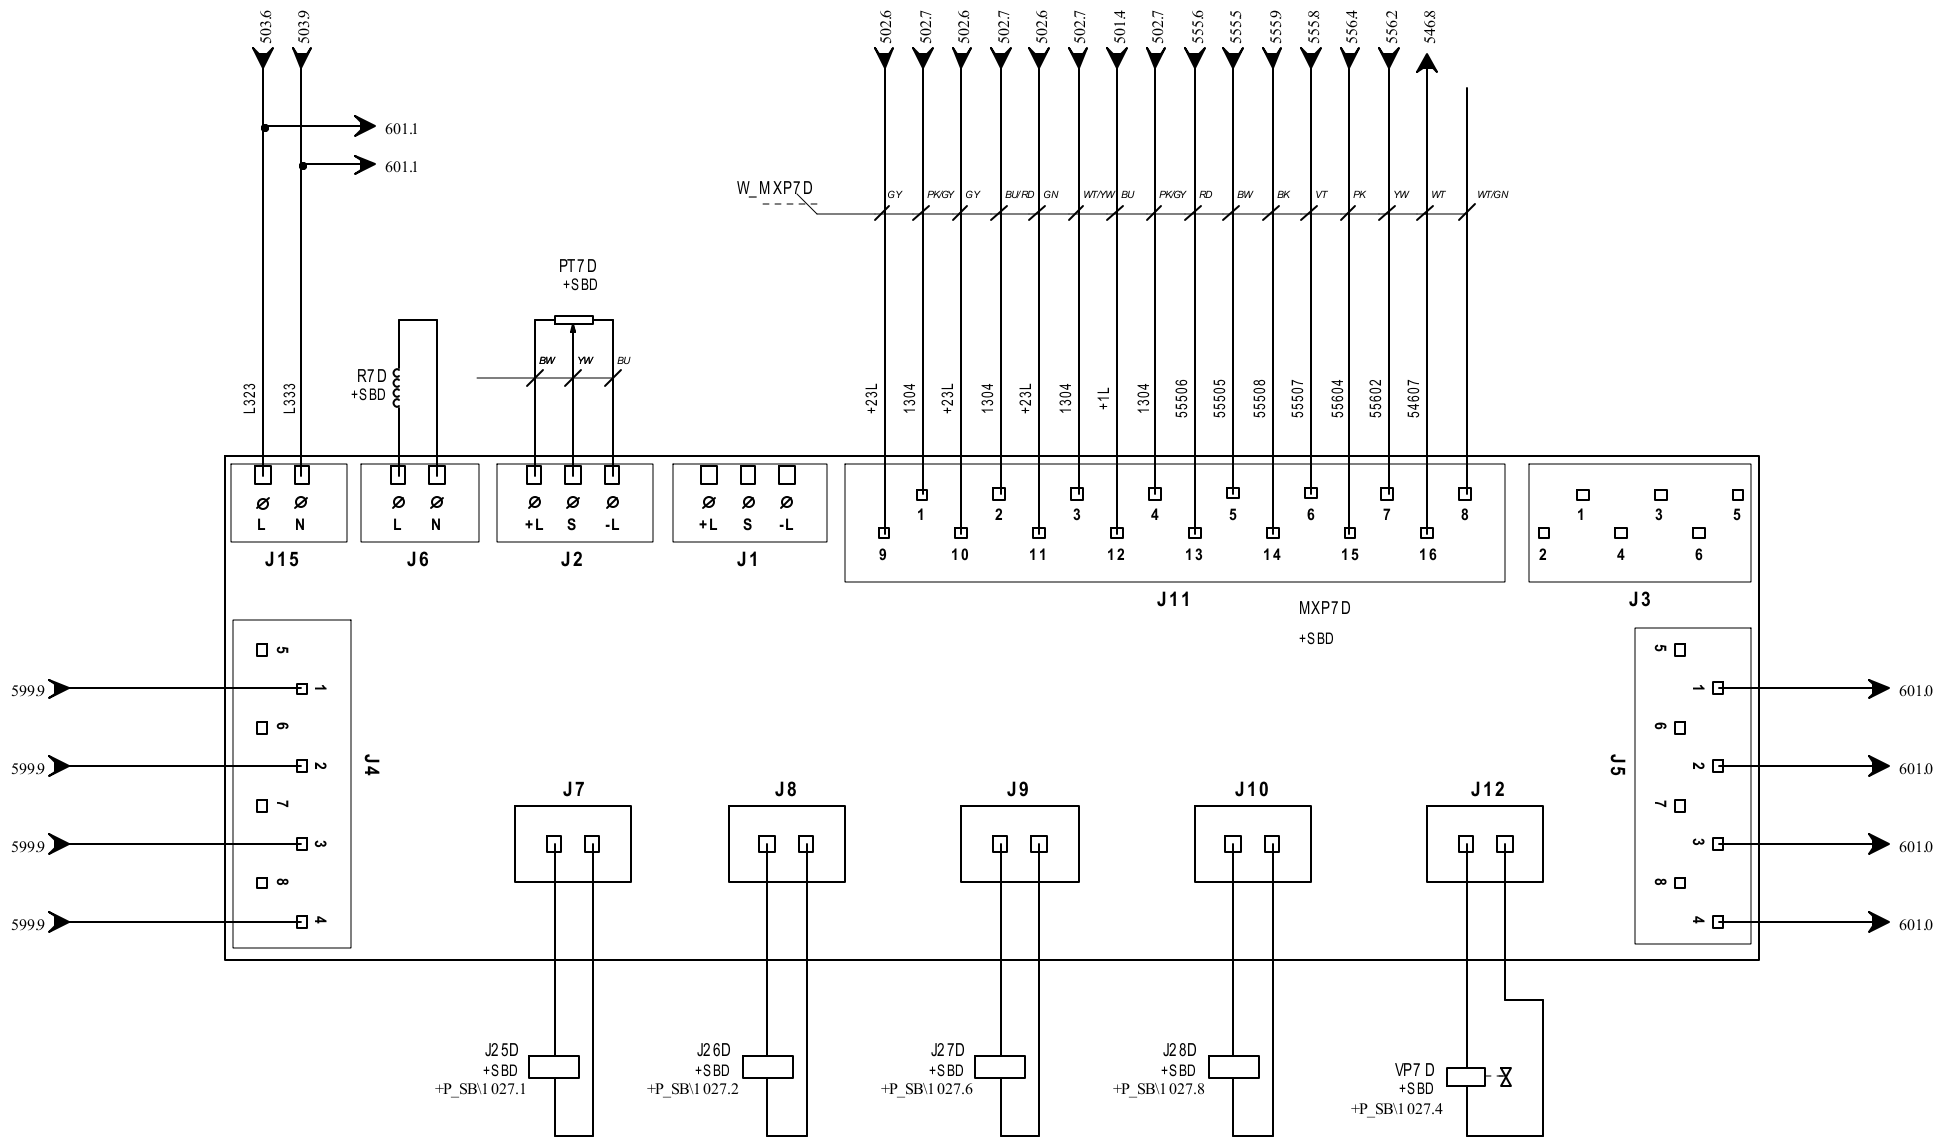 503.6 503.9 502.6 502.7 502.6 502.7 502.6 502.7 501.4 502.7 555.6 555.5 555.9 555.8 556.4 556.2 546.8
601.1
601.1
W_MXP7D GY PK/GY GY BU/RD GN WT/YW BU PK/GY RD BW BK VT PK YW WT WT/GN
PT7D
+SBD
BW YW BU
R7D
+SBD
L323 L333 +23L 1304 +23L 1304 +23L 1304 +1L 1304 55506 55505 55508 55507 55604 55602 54607
L N L N +L S -L +L S -L
1 2 3 4 5 6 7 8
9 10 11 12 13 14 15 16
1 3 5
2 4 6
J15 J6 J2 J1 J11 J3
MXP7D
+SBD
5 5
599.9 1 1 601.0
6 6
599.9 2 J4 J5 2 601.0
7 7
599.9 3 3 601.0
8 8
599.9 4 4 601.0
J7 J8 J9 J10 J12
J25D J26D J27D J28D VP7D
+SBD +SBD +SBD +SBD +SBD
+P_SB\1027.1 +P_SB\1027.2 +P_SB\1027.6 +P_SB\1027.8 +P_SB\1027.4